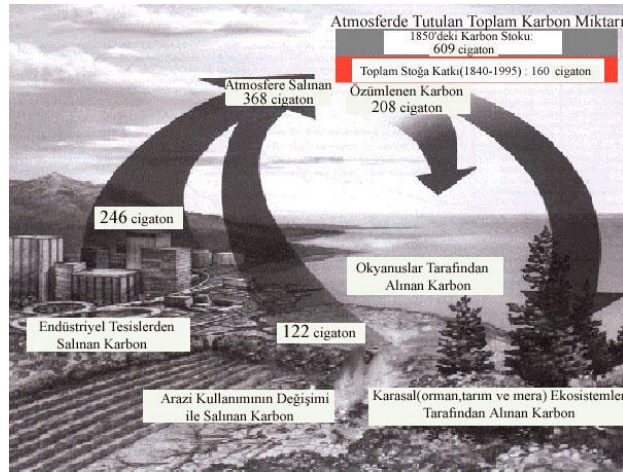 Atmosferde Tutulan Toplam Karbon Miktarı
1850'deki Karbon Stoku:
609 cigaton
Toplam Stoğa Katkı(1840-1995) : 160 cigaton
Atmosfere Salınan
368 cigaton
Özümlenen Karbon
208 cigaton
246 cigaton
Okyanuslar Tarafından
Alınan Karbon
Endüstriyel Tesislerden
Salınan Karbon
122 cigaton
Arazi Kullanımının Değişimi
ile Salınan Karbon
Karasal(orman,tarım ve mera) Ekosistemler
Tarafından Alınan Karbon